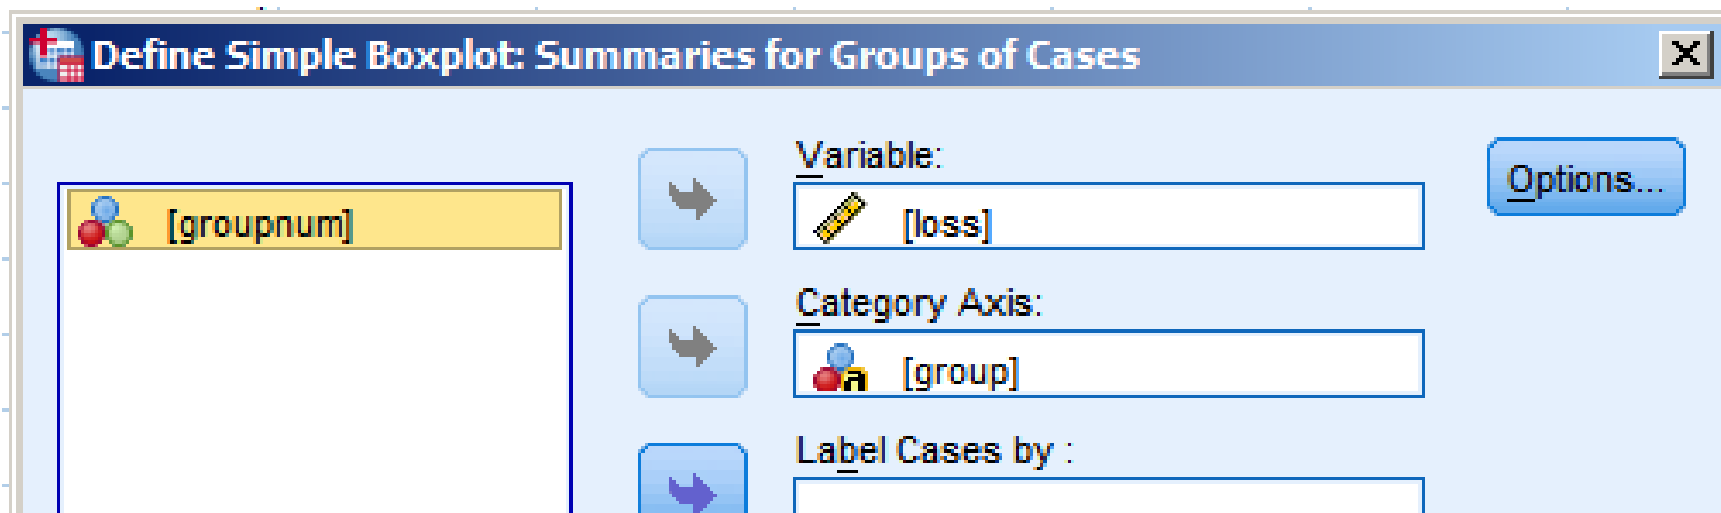 Define Simple Boxplot: Summaries for Groups of Cases
Variable:
Options...
[groupnum]
[loss]
Category Axis:
[group]
Label Cases by :